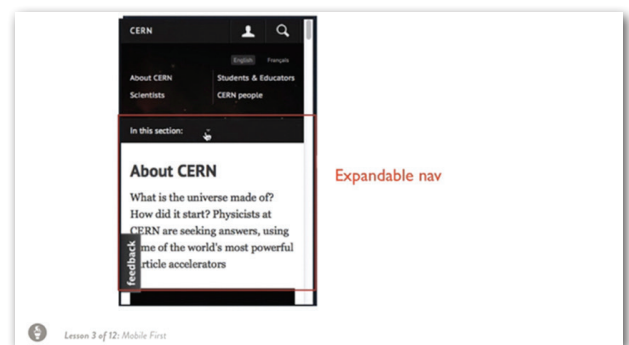 CERN
English Français
About CERN Students & Educators
Scientists CERN people
In this section:
About CERN
What is the universe made of?
How did it start? Physicists at
CERN are seeking answers, using
me of the world's most powerful
article accelerators
feedback
Expandable nav
Lesson 3 of 12: Mobile First